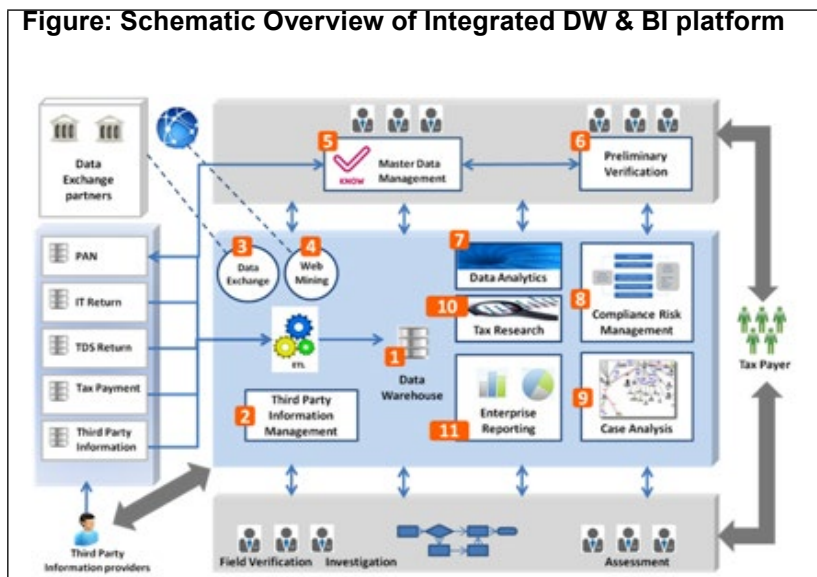 Figure: Schematic Overview of Integrated DW & BI platform
Data
Exchange
partners
5
KNOW
Master Data
Management
6
Preliminary
Verification
PAN
IT Return
TDS Return
Tax Payment
Third Party
Information
Third Party
Information providers
3
Data
Exchange
4
Web
Mining
ETL
1
Data
Warehouse
2
Third Party
Information
Management
7
Data Analytics
10
Tax Research
11
Enterprise
Reporting
8
Compliance Risk
Management
9
Case Analysis
Tax Payer
Field Verification
Investigation
Assessment